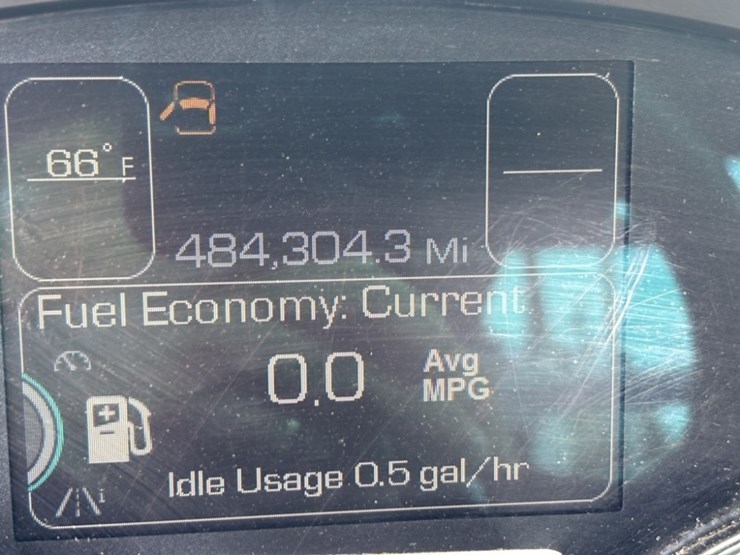 66° F
484,304.3 Mi
Fuel Economy: Current
0.0 Avg
MPG
Idle Usage 0.5 gal/hr